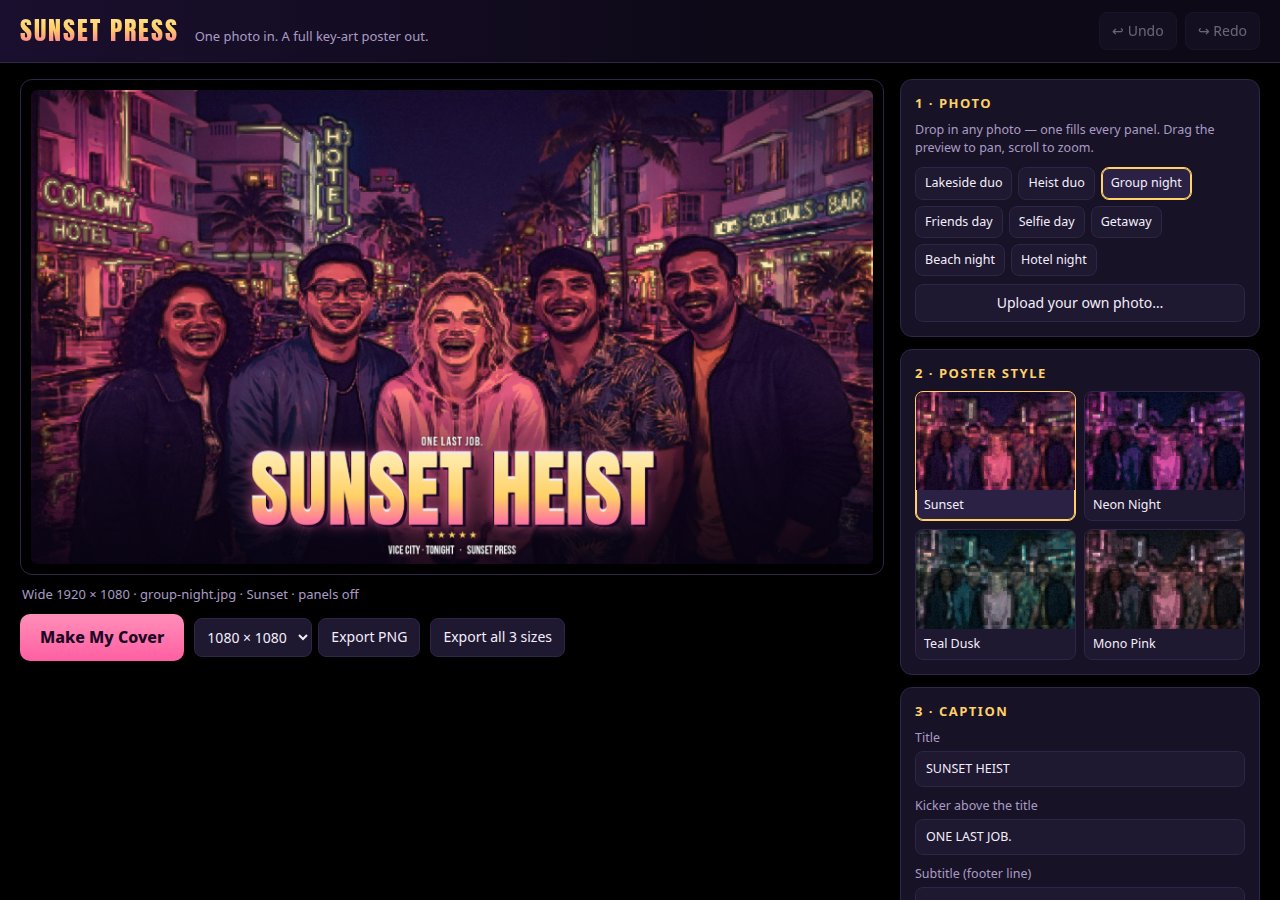 SUNSET PRESS
One photo in. A full key-art poster out.
↩ Undo
↪ Redo
COLONY
HOTEL
HOTEL
BAR
ONE LAST JOB.
SUNSET HEIST
★★★★★
VICE CITY · TONIGHT · SUNSET PRESS
Wide 1920 × 1080 · group-night.jpg · Sunset · panels off
Make My Cover
1080 × 1080
Export PNG
Export all 3 sizes
1 · PHOTO
Drop in any photo — one fills every panel. Drag the
preview to pan, scroll to zoom.
Lakeside duo
Heist duo
Group night
Friends day
Selfie day
Getaway
Beach night
Hotel night
Upload your own photo…
2 · POSTER STYLE
Sunset
Neon Night
Teal Dusk
Mono Pink
3 · CAPTION
Title
SUNSET HEIST
Kicker above the title
ONE LAST JOB.
Subtitle (footer line)